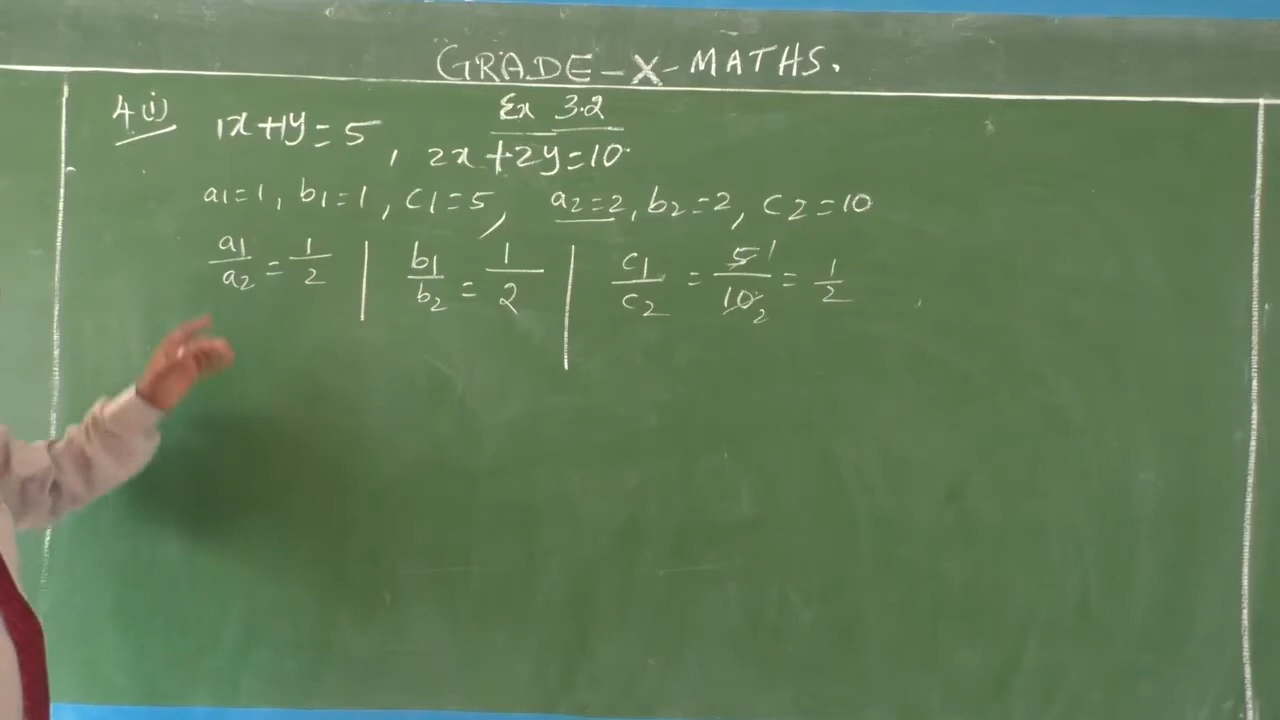 GRADE-X-MATHS.
Ex 3.2
4(i) 1x+1y=5, 2x+2y=10.
a1=1, b1=1, c1=5, a2=2, b2=2, c2=10
a1/a2 = 1/2 | b1/b2 = 1/2 | c1/c2 = 5 1/10 2 = 1/2